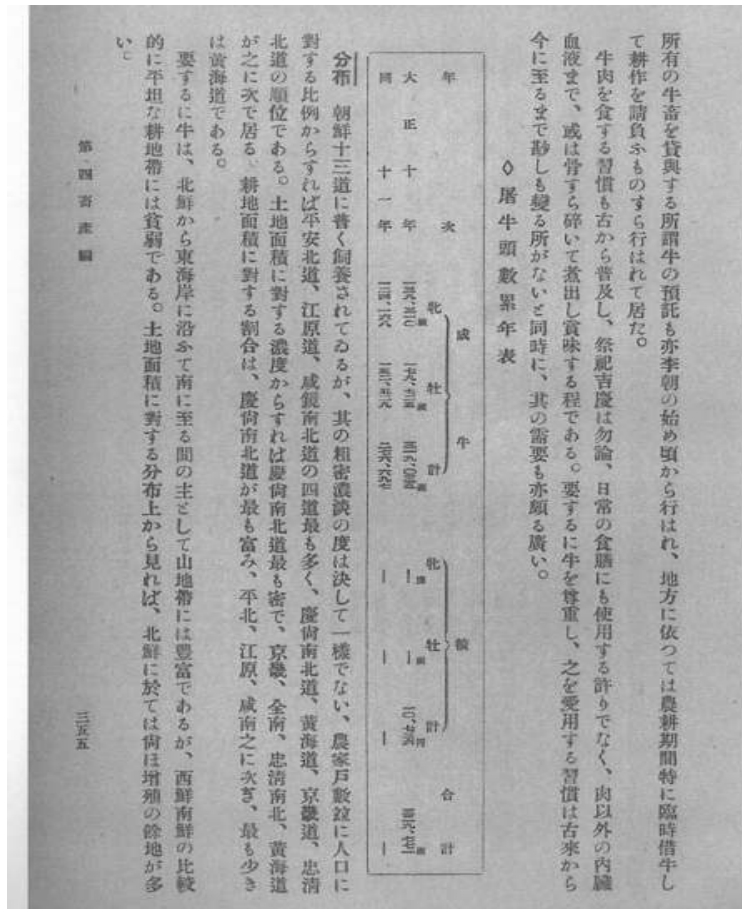 所有の牛畜を貸與する所謂牛の預託も亦李朝の始め頃から行はれ、地方に依つては農耕期間特に臨時借牛し
て耕作を請負ふものすら行はれて居た。
牛肉を食する習慣も古から普及し、祭祀吉慶は勿論、日常の食膳にも使用する許りでなく、肉以外の内臟
血液まで、或は骨すら碎いて煮出し賞味する程である。要するに牛を尊重し、之を愛用する習慣は古來から
今に至るまで尠しも變る所がないと同時に、其の需要も亦頗る廣い。
◇屠牛頭數累年表
年次 成牛 犢 合計
牝 牡 計 牝 牡 計
大正十年
同十一年
分布 朝鮮十三道に普く飼養されてゐるが、其の粗密濃淡の度は決して一樣でない、農家戸數竝に人口に
對する比例からすれば平安北道、江原道、咸鏡南北道の四道最も多く、慶尙南北道、黃海道、京畿道、忠淸
北道の順位である。土地面積に對する濃度からすれば慶尙南北道最も密で、京畿、全南、忠淸南北、黃海道
が之に次で居る。耕地面積に對する割合は、慶尙南北道が最も富み、平北、江原、咸南之に次ぎ、最も少き
は黃海道である。
要するに牛は、北鮮から東海岸に沿ふて南に至る間の主として山地帶には豐富であるが、西鮮南鮮の比較
的に平坦な耕地帶には貧弱である。土地面積に對する分布上から見れば、北鮮に於ては尙ほ增殖の餘地が多
い。
第四 畜產編
三五五